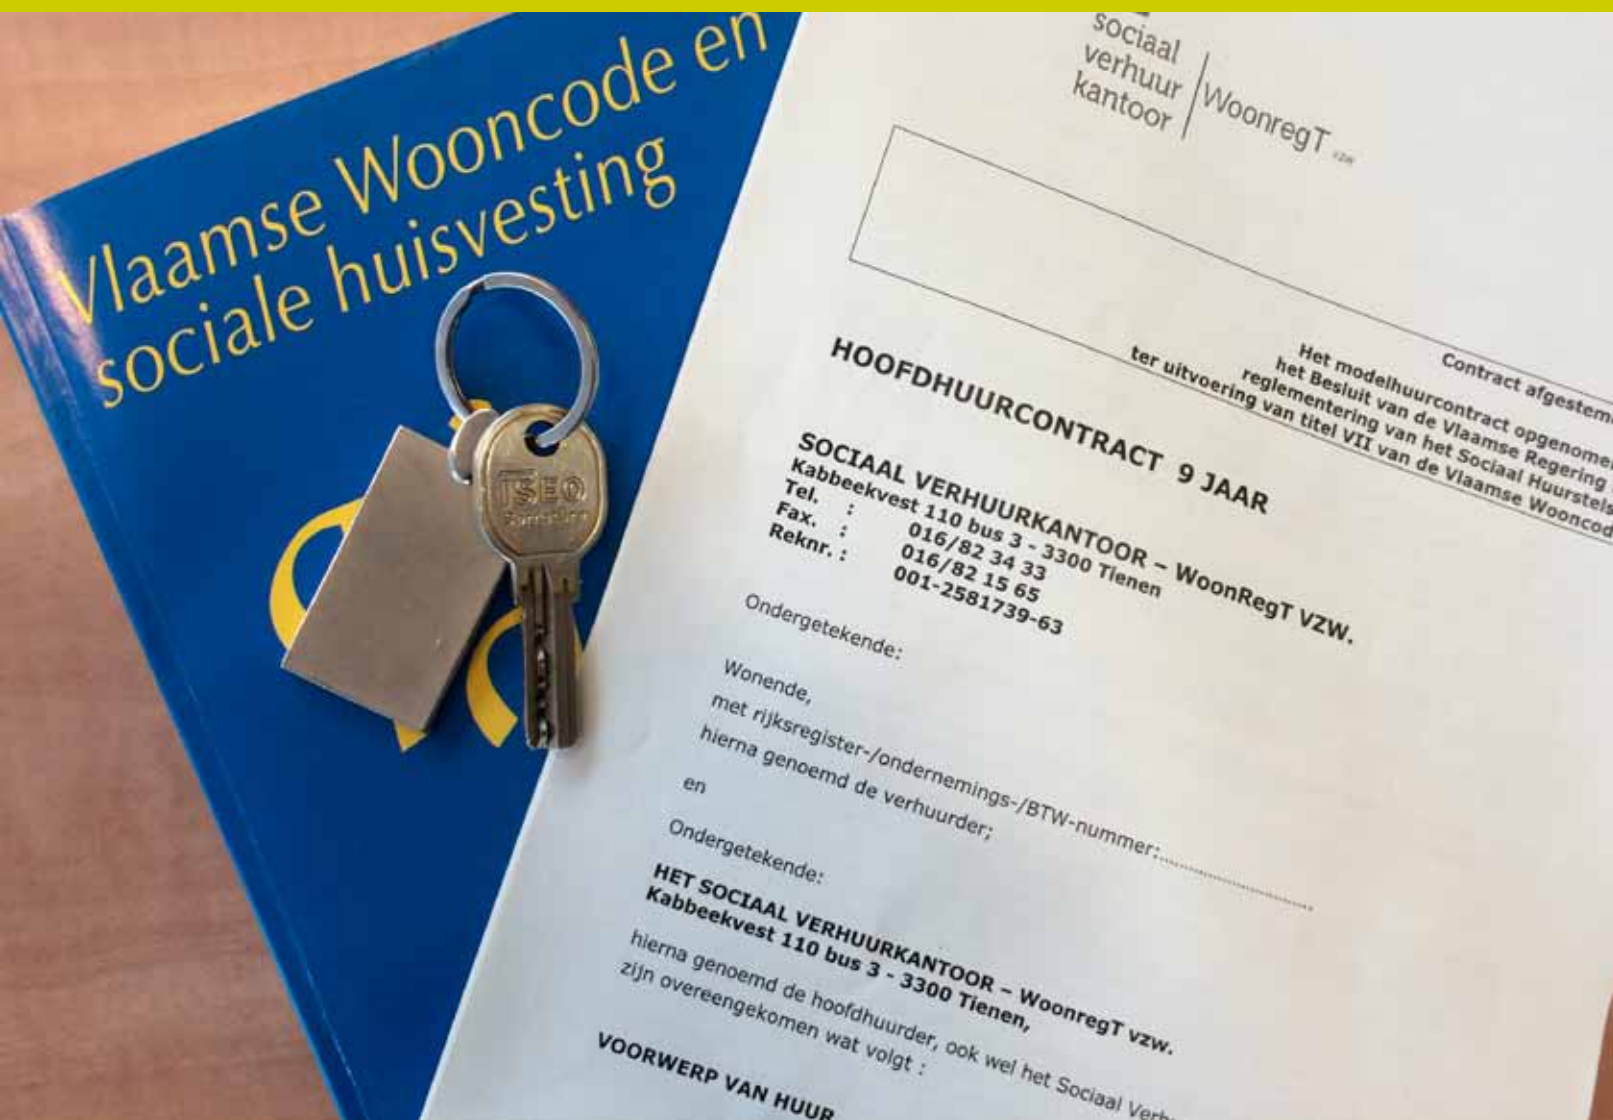 Vlaamse Wooncode en
sociale huisvesting
ISEO
sociaal
verhuur
kantoor
WoonregT vzw
Contract afgestem
Het modelhuurcontract opgenome
het Besluit van de Vlaamse Regering
reglementering van het Sociaal Huurstels
ter uitvoering van titel VII van de Vlaamse Wooncod
HOOFDHUURCONTRACT 9 JAAR
SOCIAAL VERHUURKANTOOR – WoonRegT VZW.
Kabbeekvest 110 bus 3 - 3300 Tienen
Tel. : 016/82 34 33
Fax. : 016/82 15 65
Reknr. : 001-2581739-63
Ondergetekende:
Wonende,
met rijksregister-/ondernemings-/BTW-nummer:..............................
hierna genoemd de verhuurder;
en
Ondergetekende:
HET SOCIAAL VERHUURKANTOOR – WoonregT vzw.
Kabbeekvest 110 bus 3 - 3300 Tienen,
hierna genoemd de hoofdhuurder, ook wel het Sociaal Verh
zijn overeengekomen wat volgt :
VOORWERP VAN HUUR